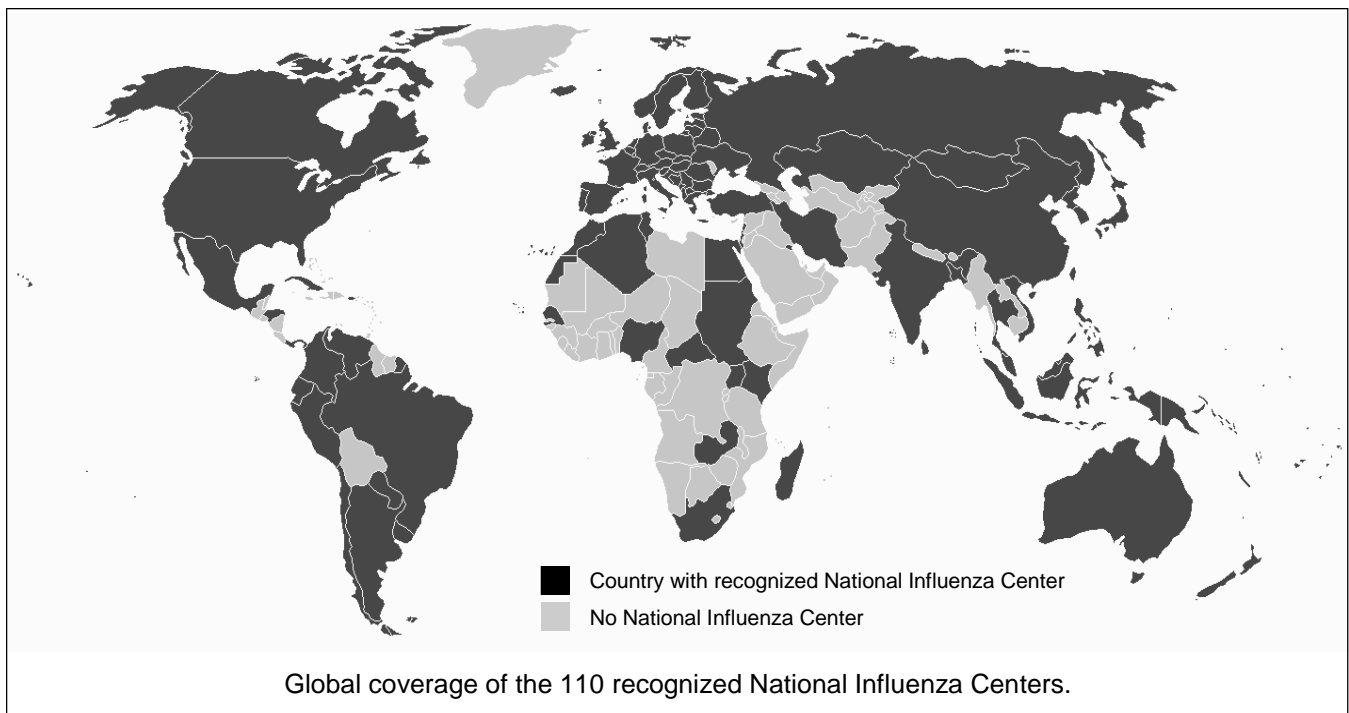 Country with recognized National Influenza Center
No National Influenza Center
Global coverage of the 110 recognized National Influenza Centers.